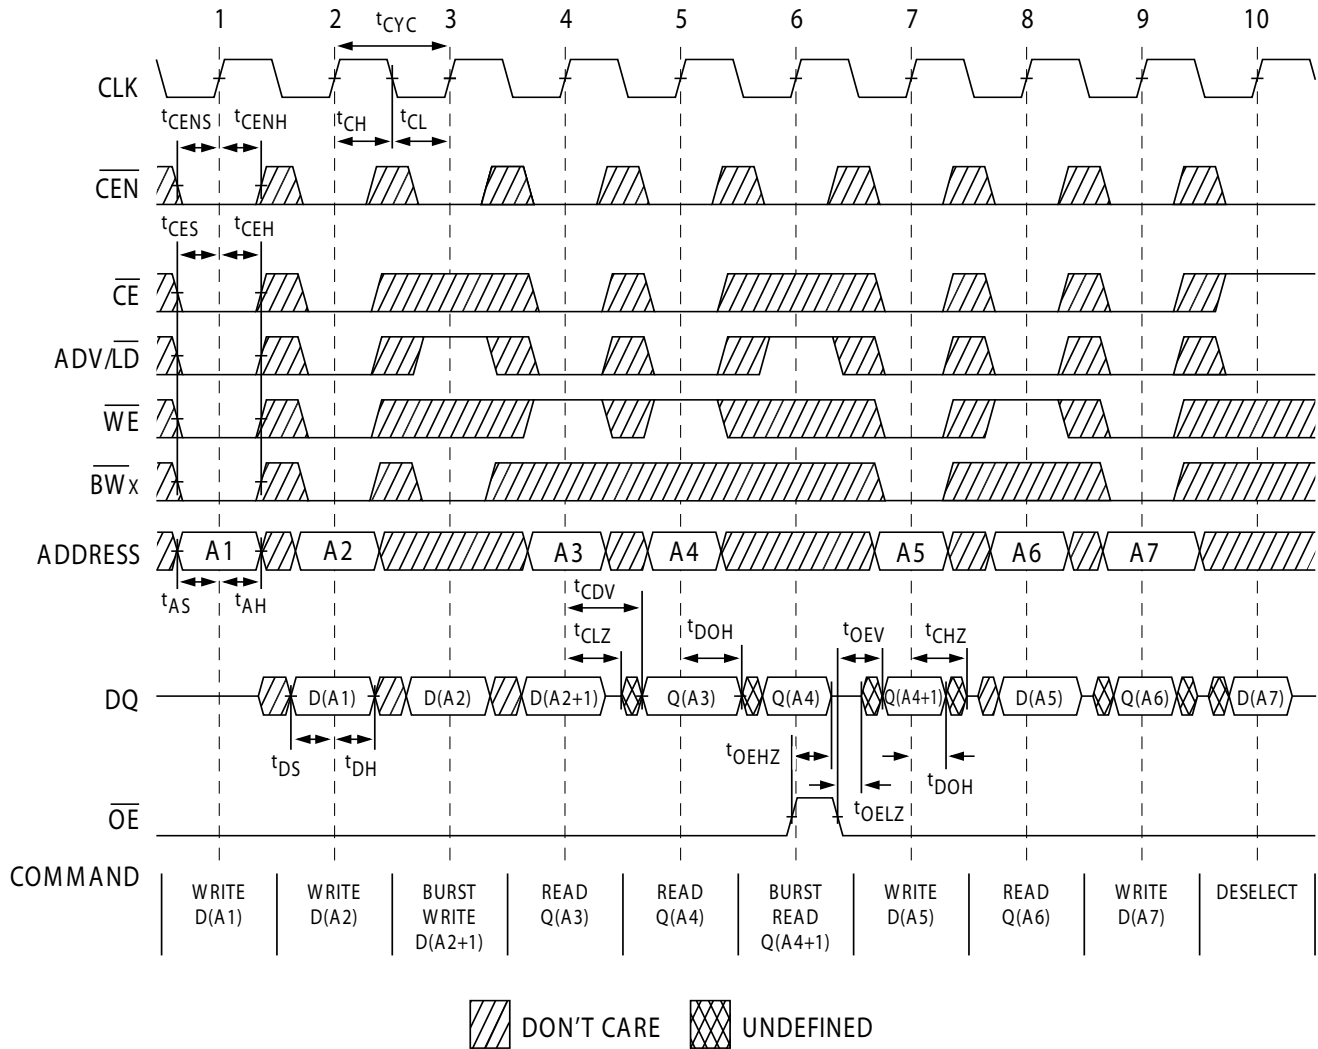 1 2 3 4 5 6 7 8 9 10
tCYC
CLK
tCENS tCENH tCH tCL
CEN
tCES tCEH
CE
ADV/LD
WE
BWx
ADDRESS A1 A2 A3 A4 A5 A6 A7
tAS tAH tCDV
tCLZ tDOH tOEV tCHZ
DQ D(A1) D(A2) D(A2+1) Q(A3) Q(A4) Q(A4+1) D(A5) Q(A6) D(A7)
tDS tDH tOEHZ tDOH
tOELZ
OE
COMMAND
WRITE D(A1)
WRITE D(A2)
BURST WRITE D(A2+1)
READ Q(A3)
READ Q(A4)
BURST READ Q(A4+1)
WRITE D(A5)
READ Q(A6)
WRITE D(A7)
DESELECT
DON'T CARE UNDEFINED